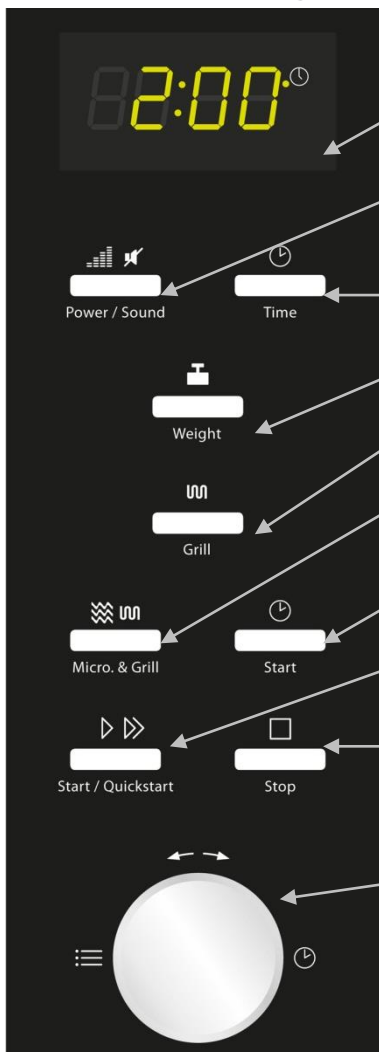 2:00
Power / Sound
Time
Weight
Grill
Micro. & Grill
Start
Start / Quickstart
Stop